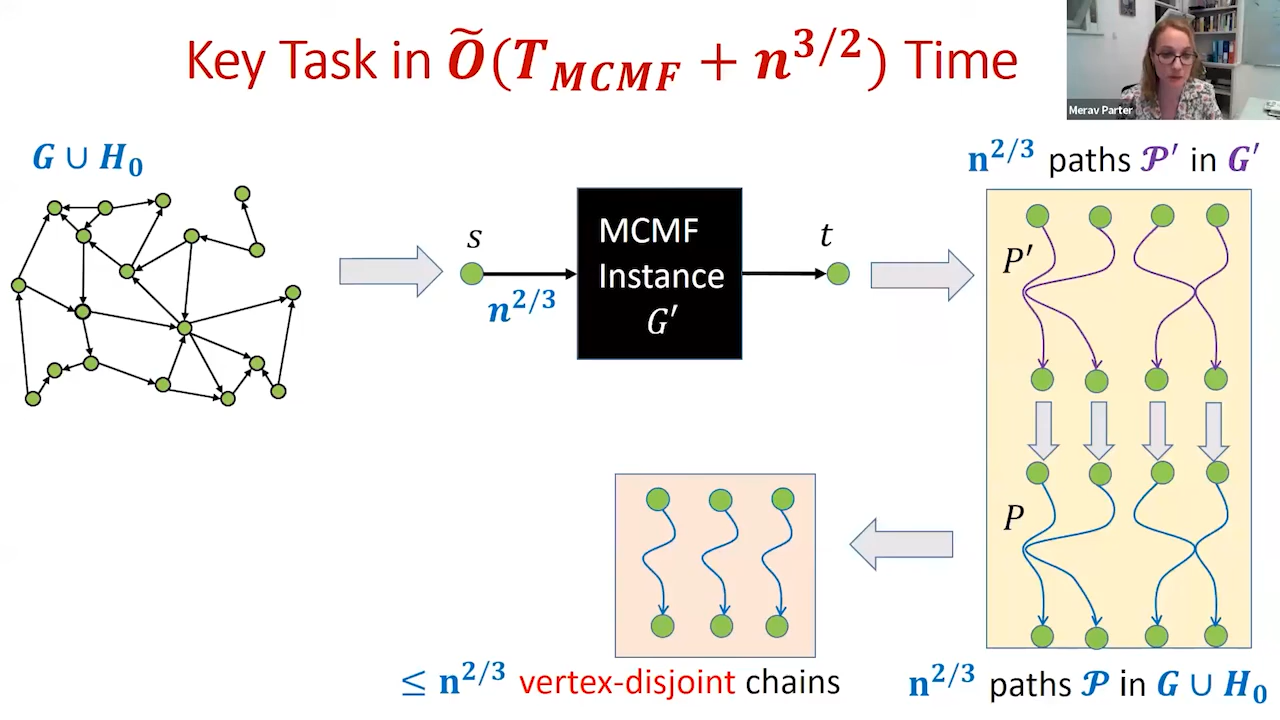 Key Task in Õ(T_MCMF + n^{3/2}) Time
Merav Parter
G ∪ H₀
s
n^{2/3}
MCMF
Instance
G′
t
n^{2/3} paths 𝒫′ in G′
P′
P
n^{2/3} paths 𝒫 in G ∪ H₀
≤ n^{2/3} vertex-disjoint chains